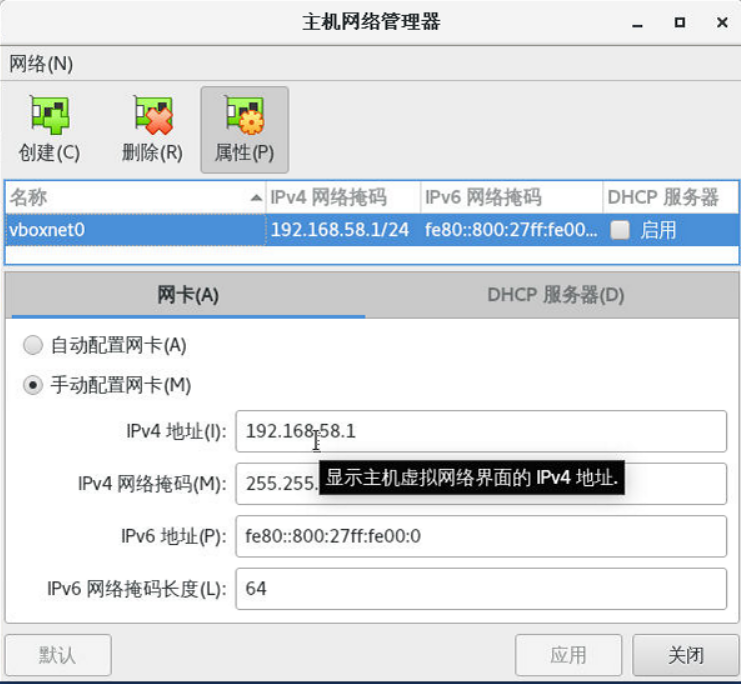 主机网络管理器
网络(N)
创建(C) 删除(R) 属性(P)
名称 IPv4 网络掩码 IPv6 网络掩码 DHCP 服务器
vboxnet0 192.168.58.1/24 fe80::800:27ff:fe00... 启用
网卡(A) DHCP 服务器(D)
自动配置网卡(A)
手动配置网卡(M)
IPv4 地址(I): 192.168.58.1
显示主机虚拟网络界面的 IPv4 地址.
IPv4 网络掩码(M): 255.255.
IPv6 地址(P): fe80::800:27ff:fe00:0
IPv6 网络掩码长度(L): 64
默认 应用 关闭